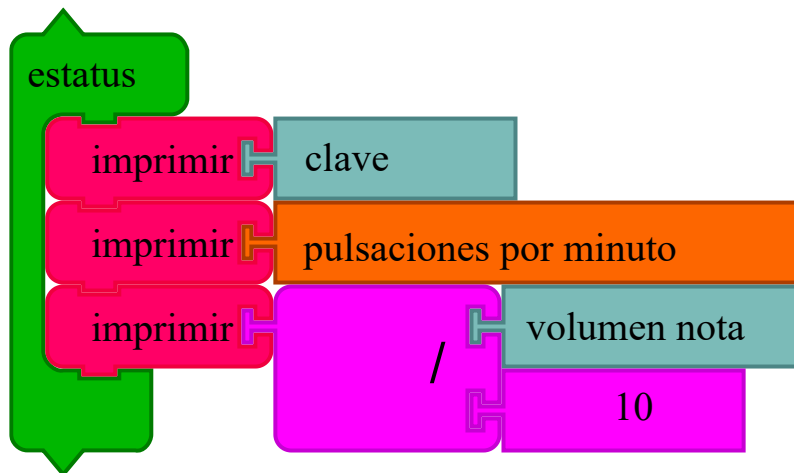 estatus
imprimir clave
imprimir pulsaciones por minuto
imprimir / volumen nota
10